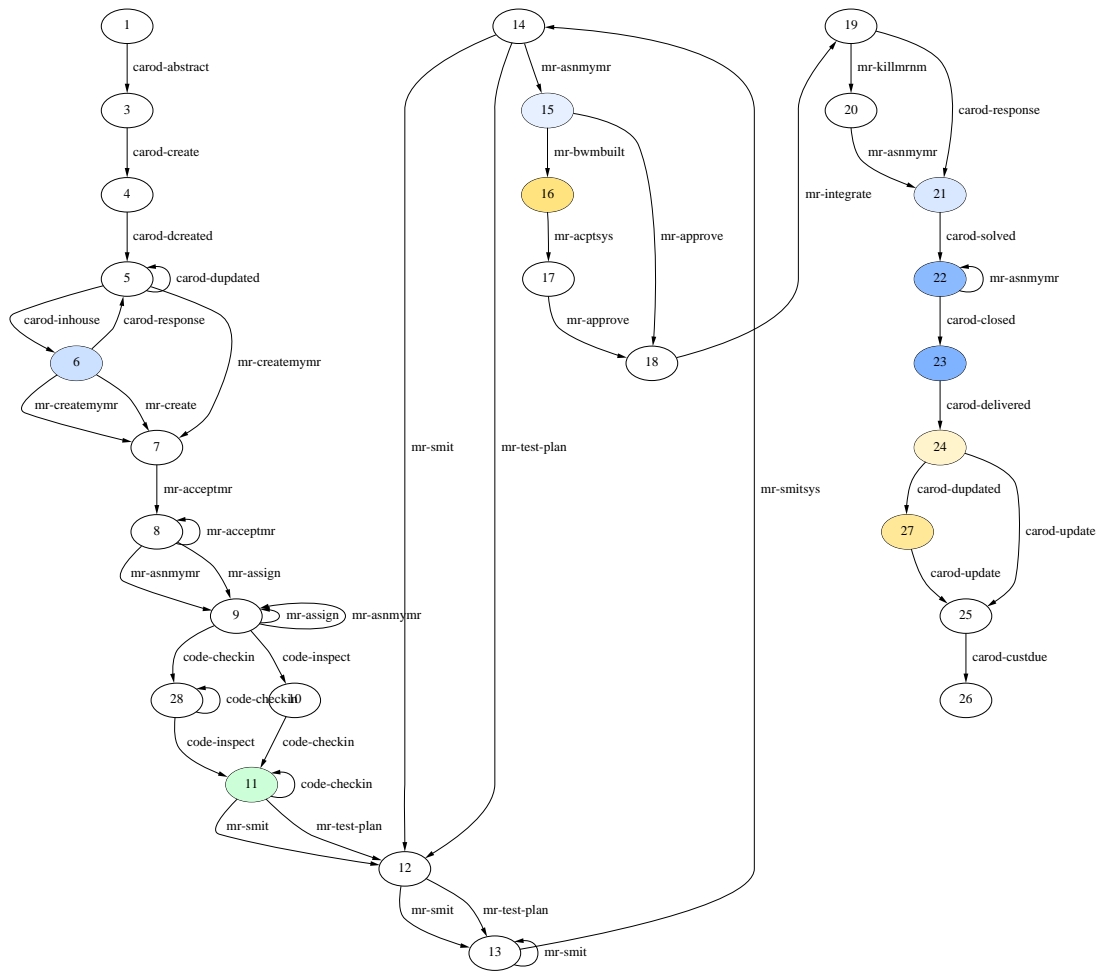 1
14
19
carod-abstract
mr-asnmymr
mr-killmrnm
3
15
20
carod-response
carod-create
mr-bwmbuilt
mr-asnmymr
4
16
mr-integrate
21
carod-dcreated
mr-acptsys
mr-approve
carod-solved
5
carod-dupdated
17
22
mr-asnmymr
carod-inhouse
carod-response
mr-approve
carod-closed
6
mr-createmymr
18
23
mr-createmymr
mr-create
carod-delivered
7
mr-smit
mr-test-plan
24
mr-acceptmr
mr-smitsys
carod-dupdated
8
mr-acceptmr
27
carod-update
mr-asnmymr
mr-assign
carod-update
9
mr-assign
mr-asnmymr
25
code-checkin
code-inspect
carod-custdue
28
code-checkin
10
26
code-inspect
code-checkin
11
code-checkin
mr-smit
mr-test-plan
12
mr-smit
mr-test-plan
13
mr-smit